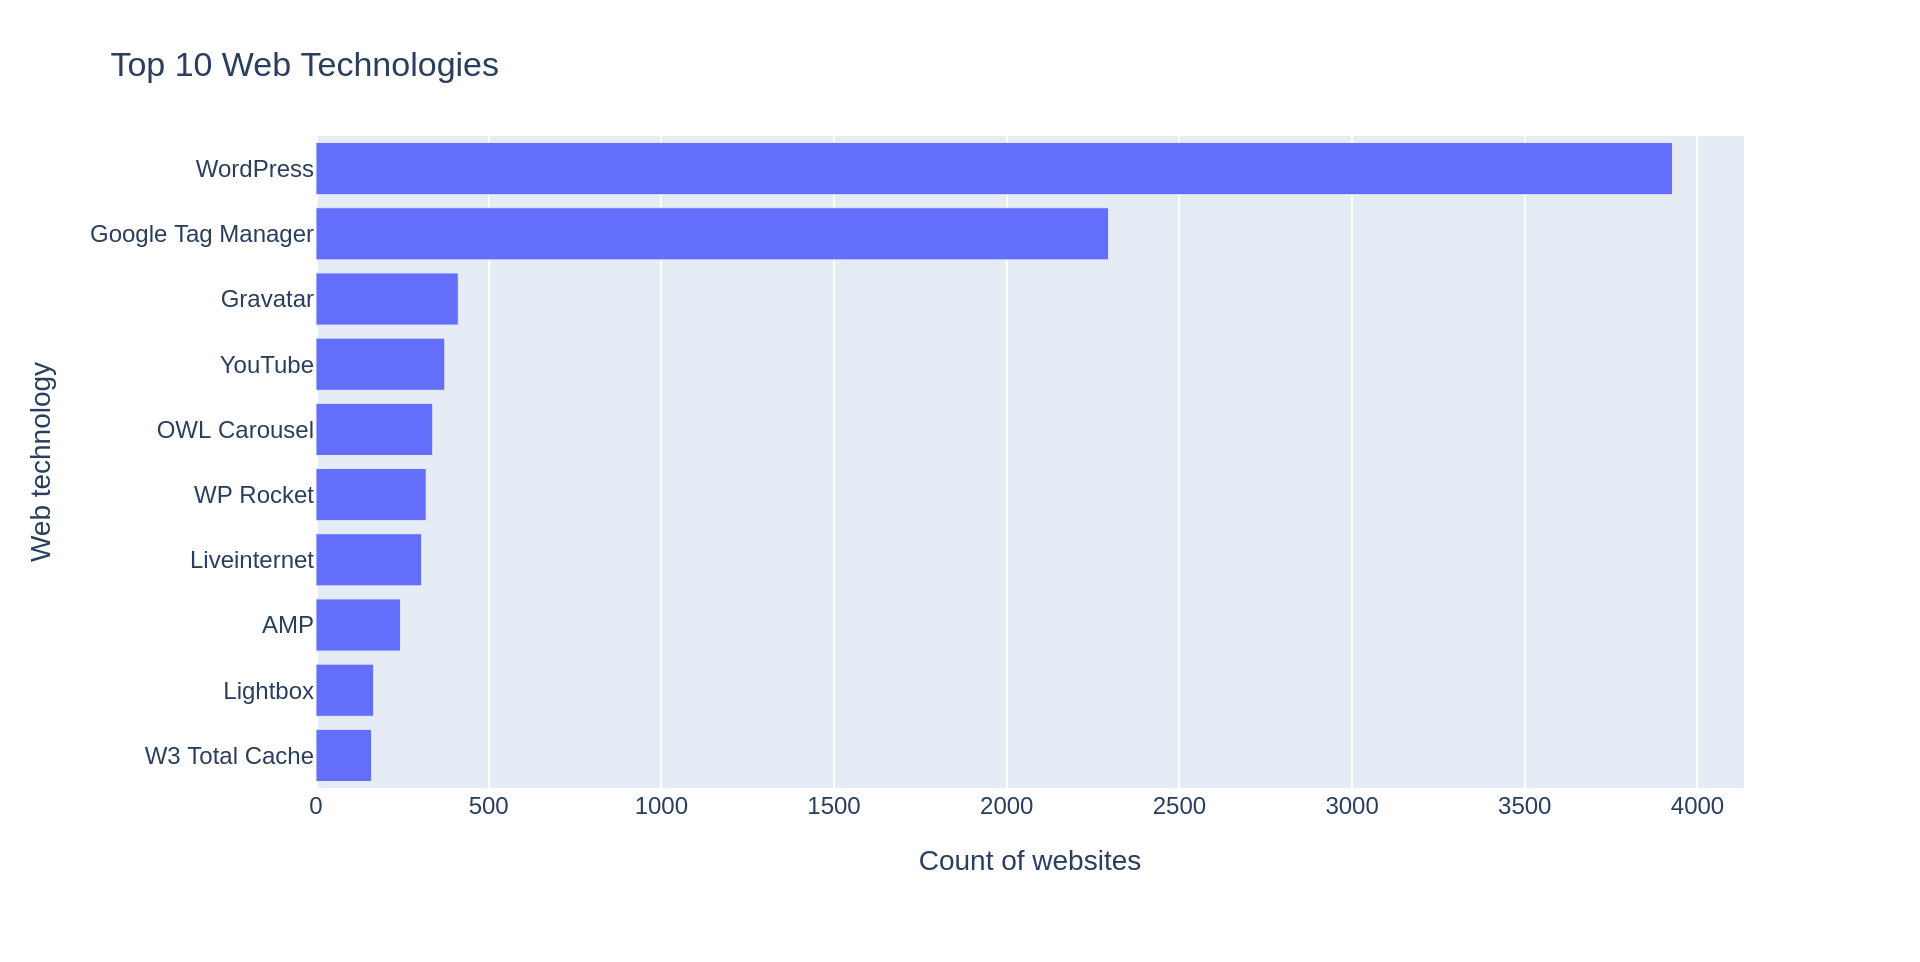 Top 10 Web Technologies
WordPress
Google Tag Manager
Gravatar
YouTube
OWL Carousel
WP Rocket
Liveinternet
AMP
Lightbox
W3 Total Cache
Web technology
0 500 1000 1500 2000 2500 3000 3500 4000
Count of websites